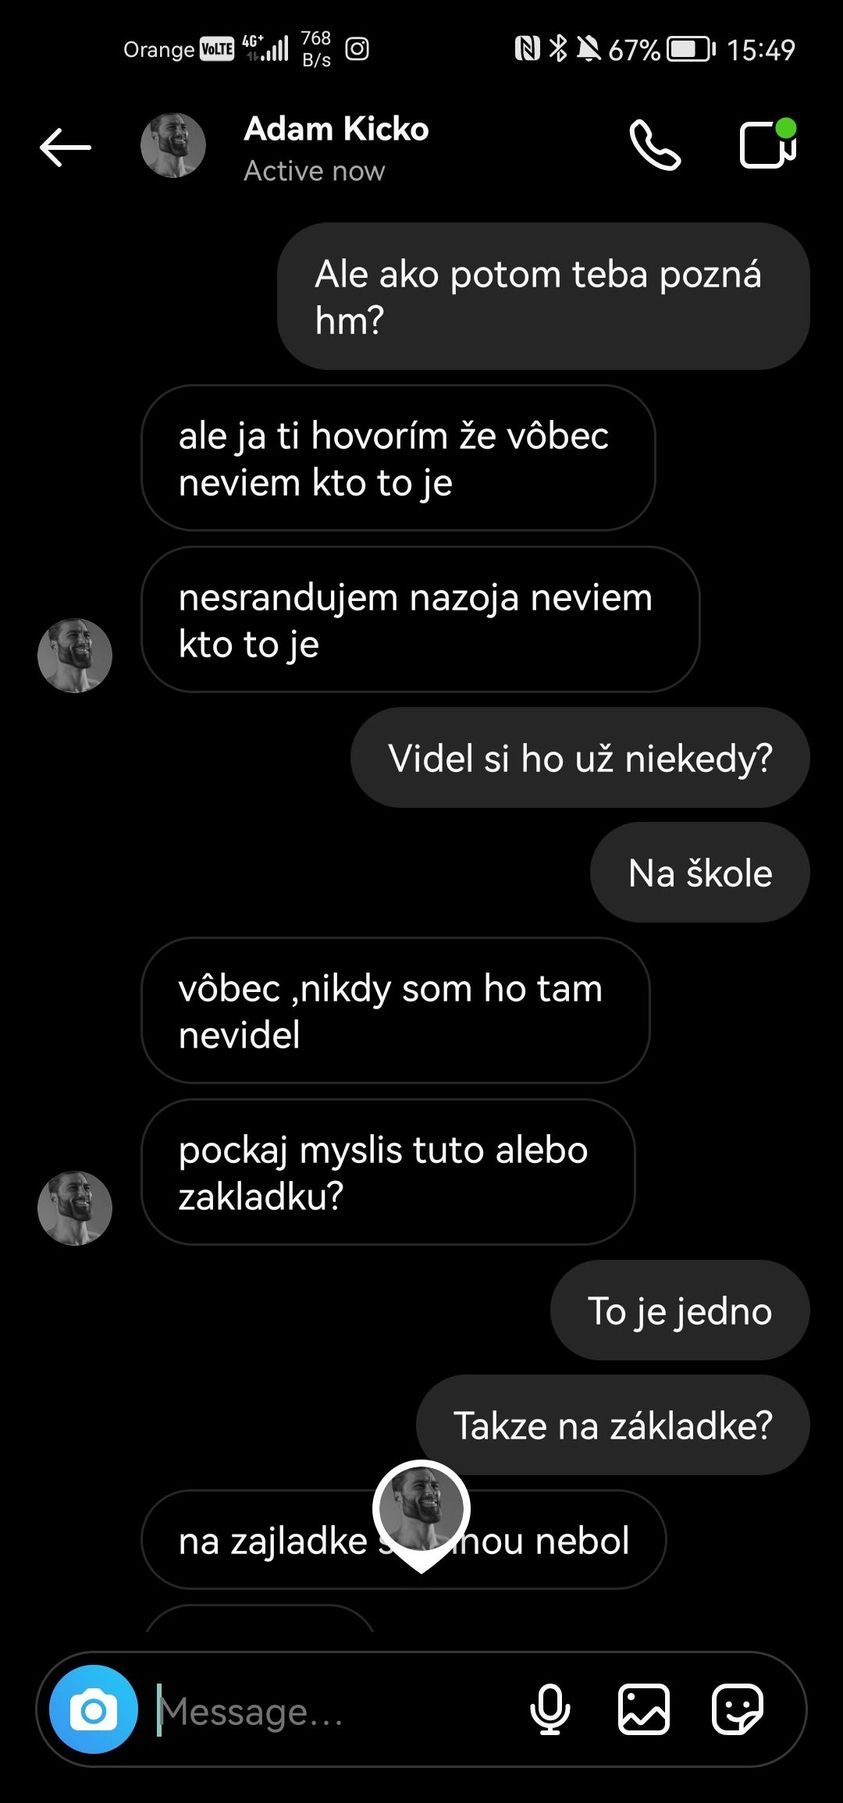 Orange VoLTE 4G+ 768 B/s 67% 15:49
Adam Kicko
Active now
Ale ako potom teba pozná
hm?
ale ja ti hovorím že vôbec
neviem kto to je
nesrandujem nazoja neviem
kto to je
Videl si ho už niekedy?
Na škole
vôbec ,nikdy som ho tam
nevidel
pockaj myslis tuto alebo
zakladku?
To je jedno
Takze na základke?
na zajladke nebol
Message...